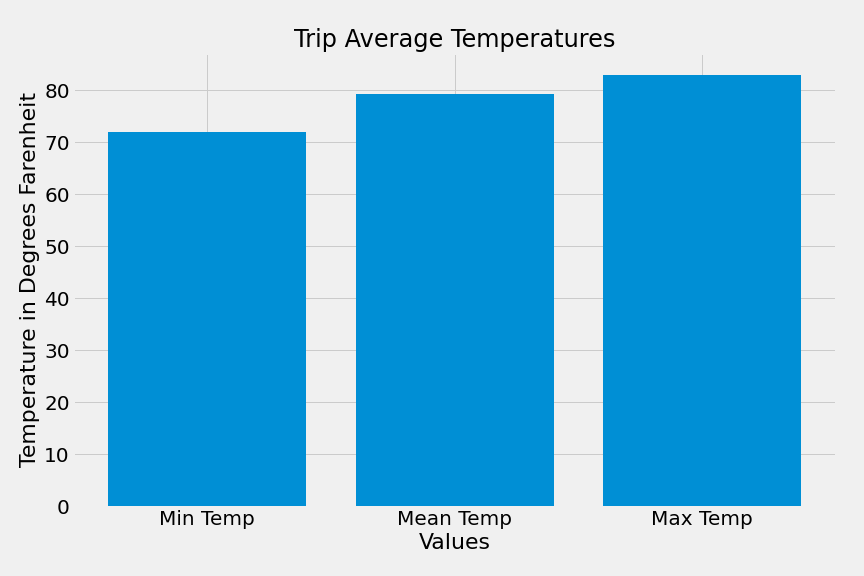 Trip Average Temperatures
Temperature in Degrees Farenheit
80
70
60
50
40
30
20
10
0
Min Temp Mean Temp Max Temp
Values